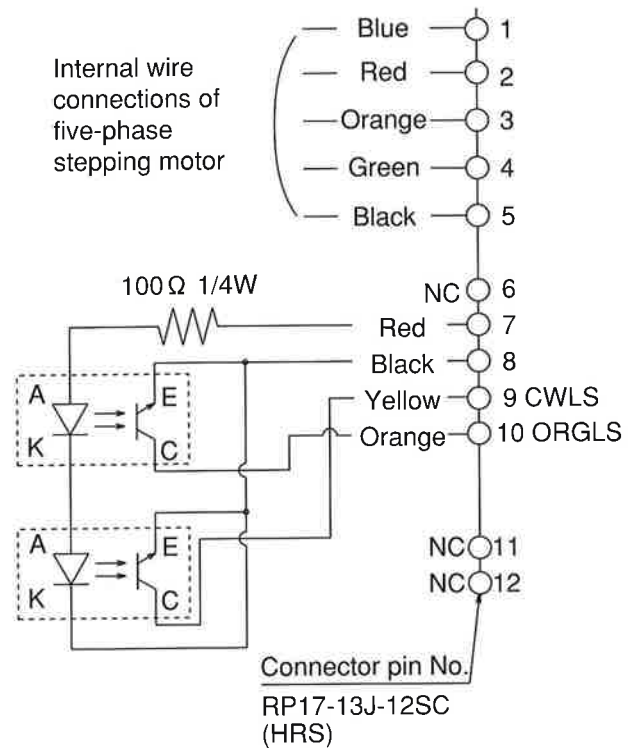 Internal wire
connections of
five-phase
stepping motor
Blue 1
Red 2
Orange 3
Green 4
Black 5
NC 6
100Ω 1/4W
Red 7
Black 8
Yellow 9 CWLS
Orange 10 ORGLS
A E
K C
A E
K C
NC 11
NC 12
Connector pin No.
RP17-13J-12SC
(HRS)